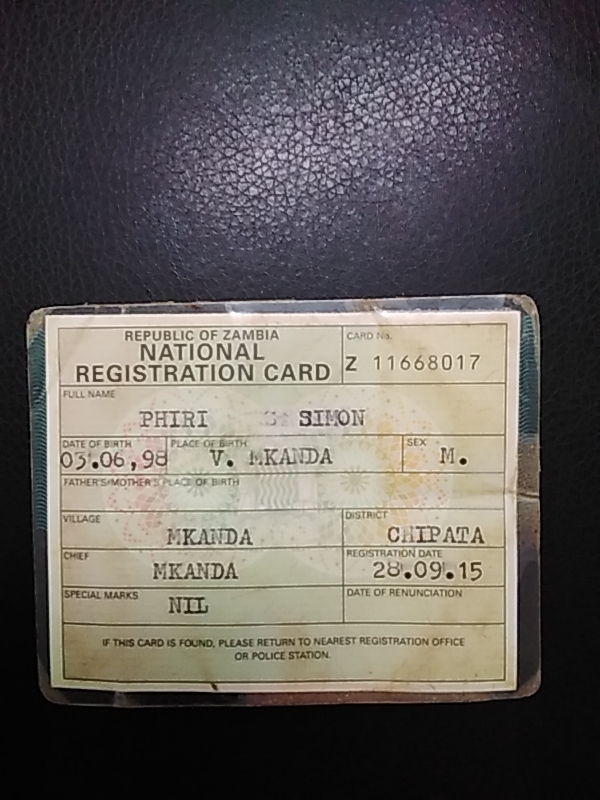 REPUBLIC OF ZAMBIA
NATIONAL
REGISTRATION CARD
CARD No.
Z 11668017
FULL NAME
PHIRI SIMON
DATE OF BIRTH PLACE OF BIRTH SEX
03.06,98 V. MKANDA M.
FATHER'S/MOTHER'S PLACE OF BIRTH
VILLAGE DISTRICT
MKANDA CHIPATA
CHIEF REGISTRATION DATE
MKANDA 28.09.15
SPECIAL MARKS DATE OF RENUNCIATION
NIL
IF THIS CARD IS FOUND, PLEASE RETURN TO NEAREST REGISTRATION OFFICE
OR POLICE STATION.